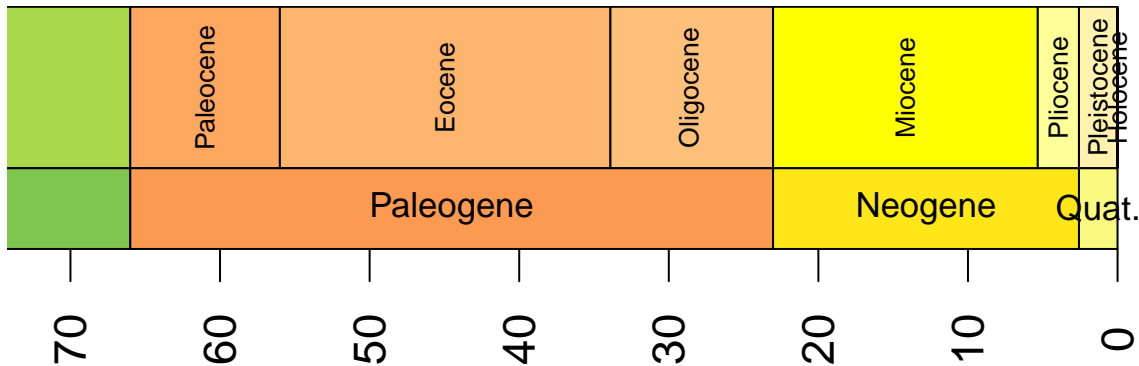 Paleocene
Eocene
Oligocene
Miocene
Pliocene
Pleistocene
Holocene
Paleogene
Neogene
Quat.
70
60
50
40
30
20
10
0